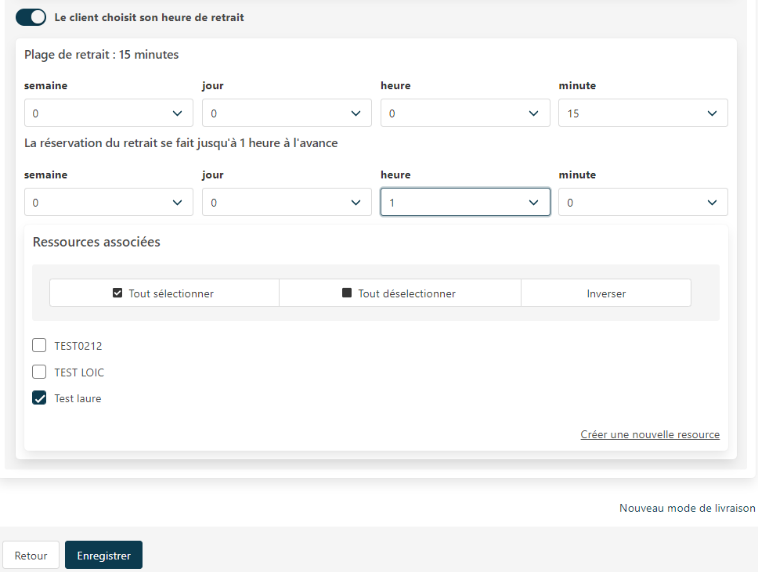 Le client choisit son heure de retrait
Plage de retrait : 15 minutes
semaine jour heure minute
0 0 0 15
La réservation du retrait se fait jusqu'à 1 heure à l'avance
semaine jour heure minute
0 0 1 0
Ressources associées
Tout sélectionner Tout déselectionner Inverser
TEST0212
TEST LOIC
Test laure
Créer une nouvelle resource
Nouveau mode de livraison
Retour Enregistrer